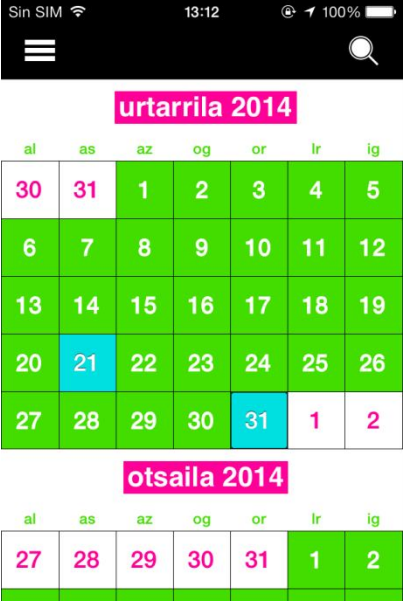 Sin SIM 13:12 100%
urtarrila 2014
al as az og or lr ig
30 31 1 2 3 4 5
6 7 8 9 10 11 12
13 14 15 16 17 18 19
20 21 22 23 24 25 26
27 28 29 30 31 1 2
otsaila 2014
al as az og or lr ig
27 28 29 30 31 1 2